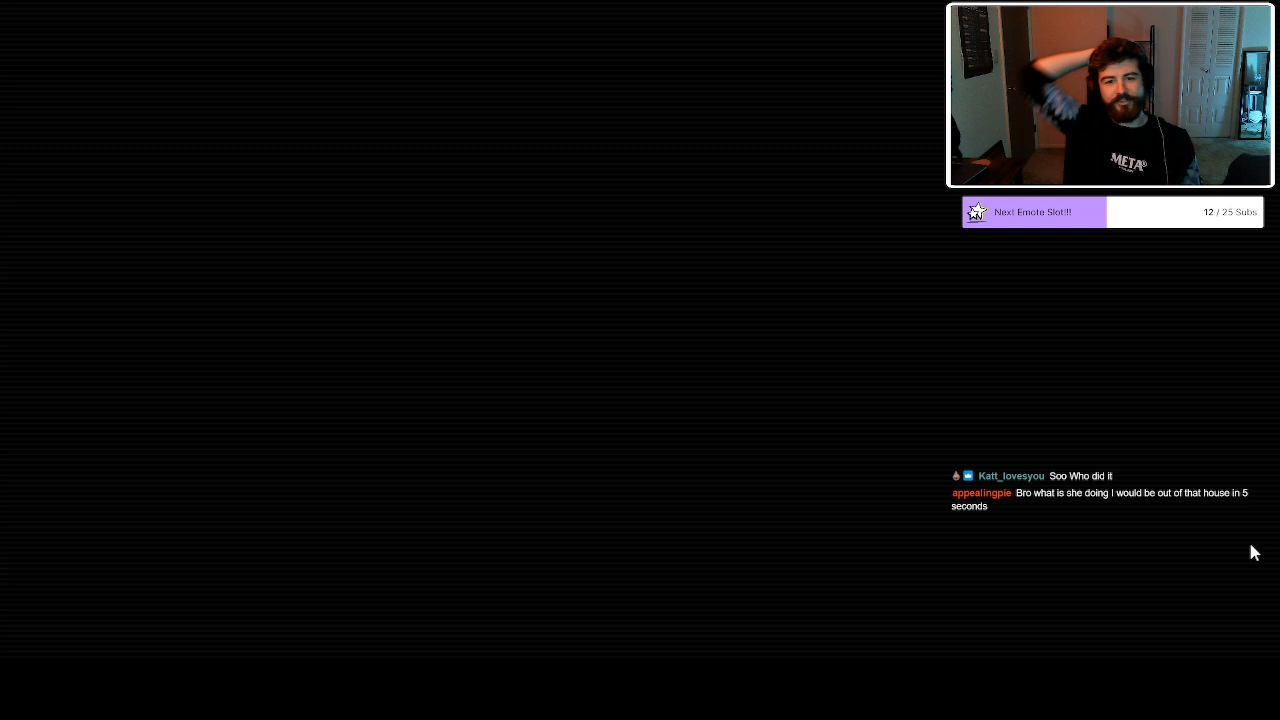 META
Next Emote Slot!!!
12 / 25 Subs
Katt_lovesyou Soo Who did it
appealingpie Bro what is she doing I would be out of that house in 5
seconds